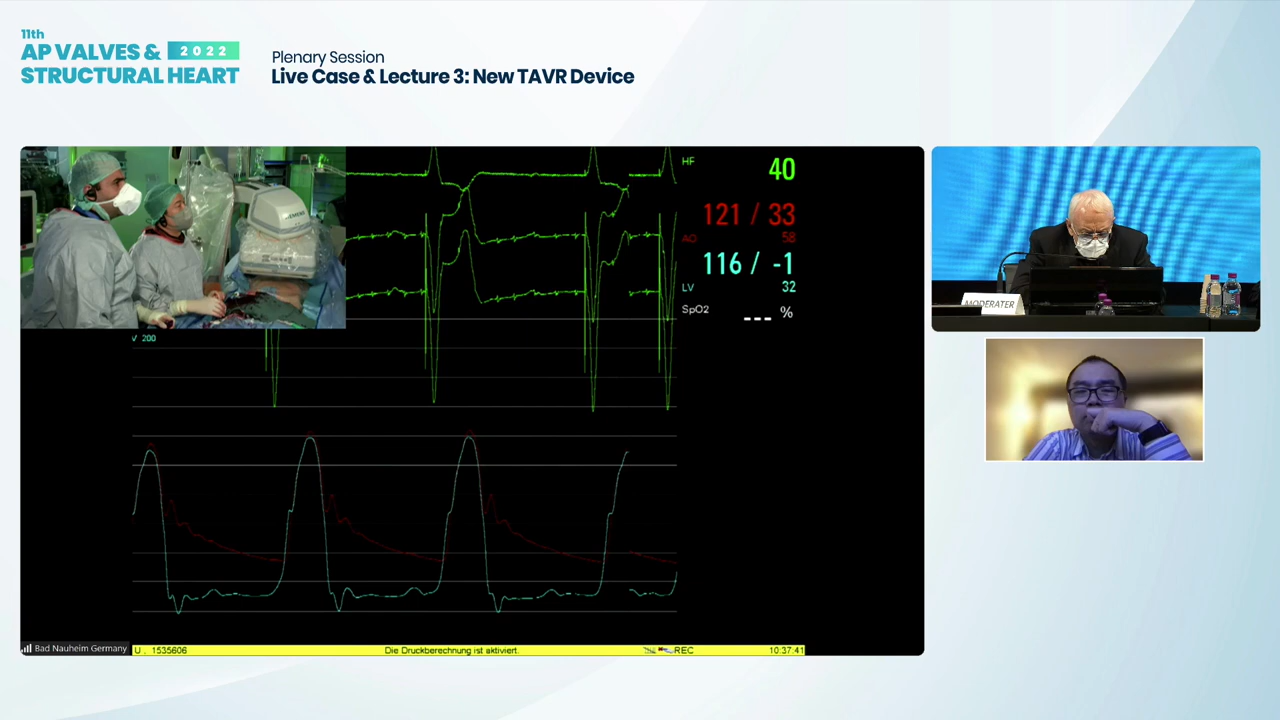 11th
AP VALVES & 2022
STRUCTURAL HEART
Plenary Session
Live Case & Lecture 3: New TAVR Device
HF 40
121 / 33
AO 58
116 / -1
LV 32
SpO2 --- %
V 200
MODERATER
Bad Nauheim Germany
U . 1535606 Die Druckberechnung ist aktiviert. REC 10:37:41